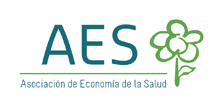 AES
Asociación de Economía de la Salud